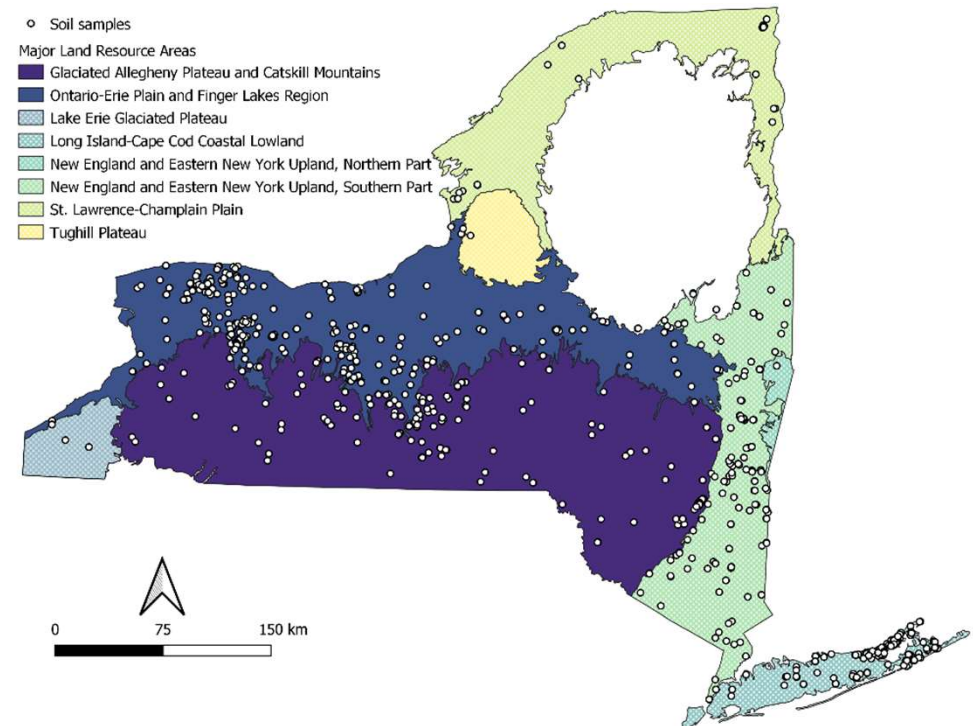 Soil samples
Major Land Resource Areas
Glaciated Allegheny Plateau and Catskill Mountains
Ontario-Erie Plain and Finger Lakes Region
Lake Erie Glaciated Plateau
Long Island-Cape Cod Coastal Lowland
New England and Eastern New York Upland, Northern Part
New England and Eastern New York Upland, Southern Part
St. Lawrence-Champlain Plain
Tughill Plateau
0 75 150 km